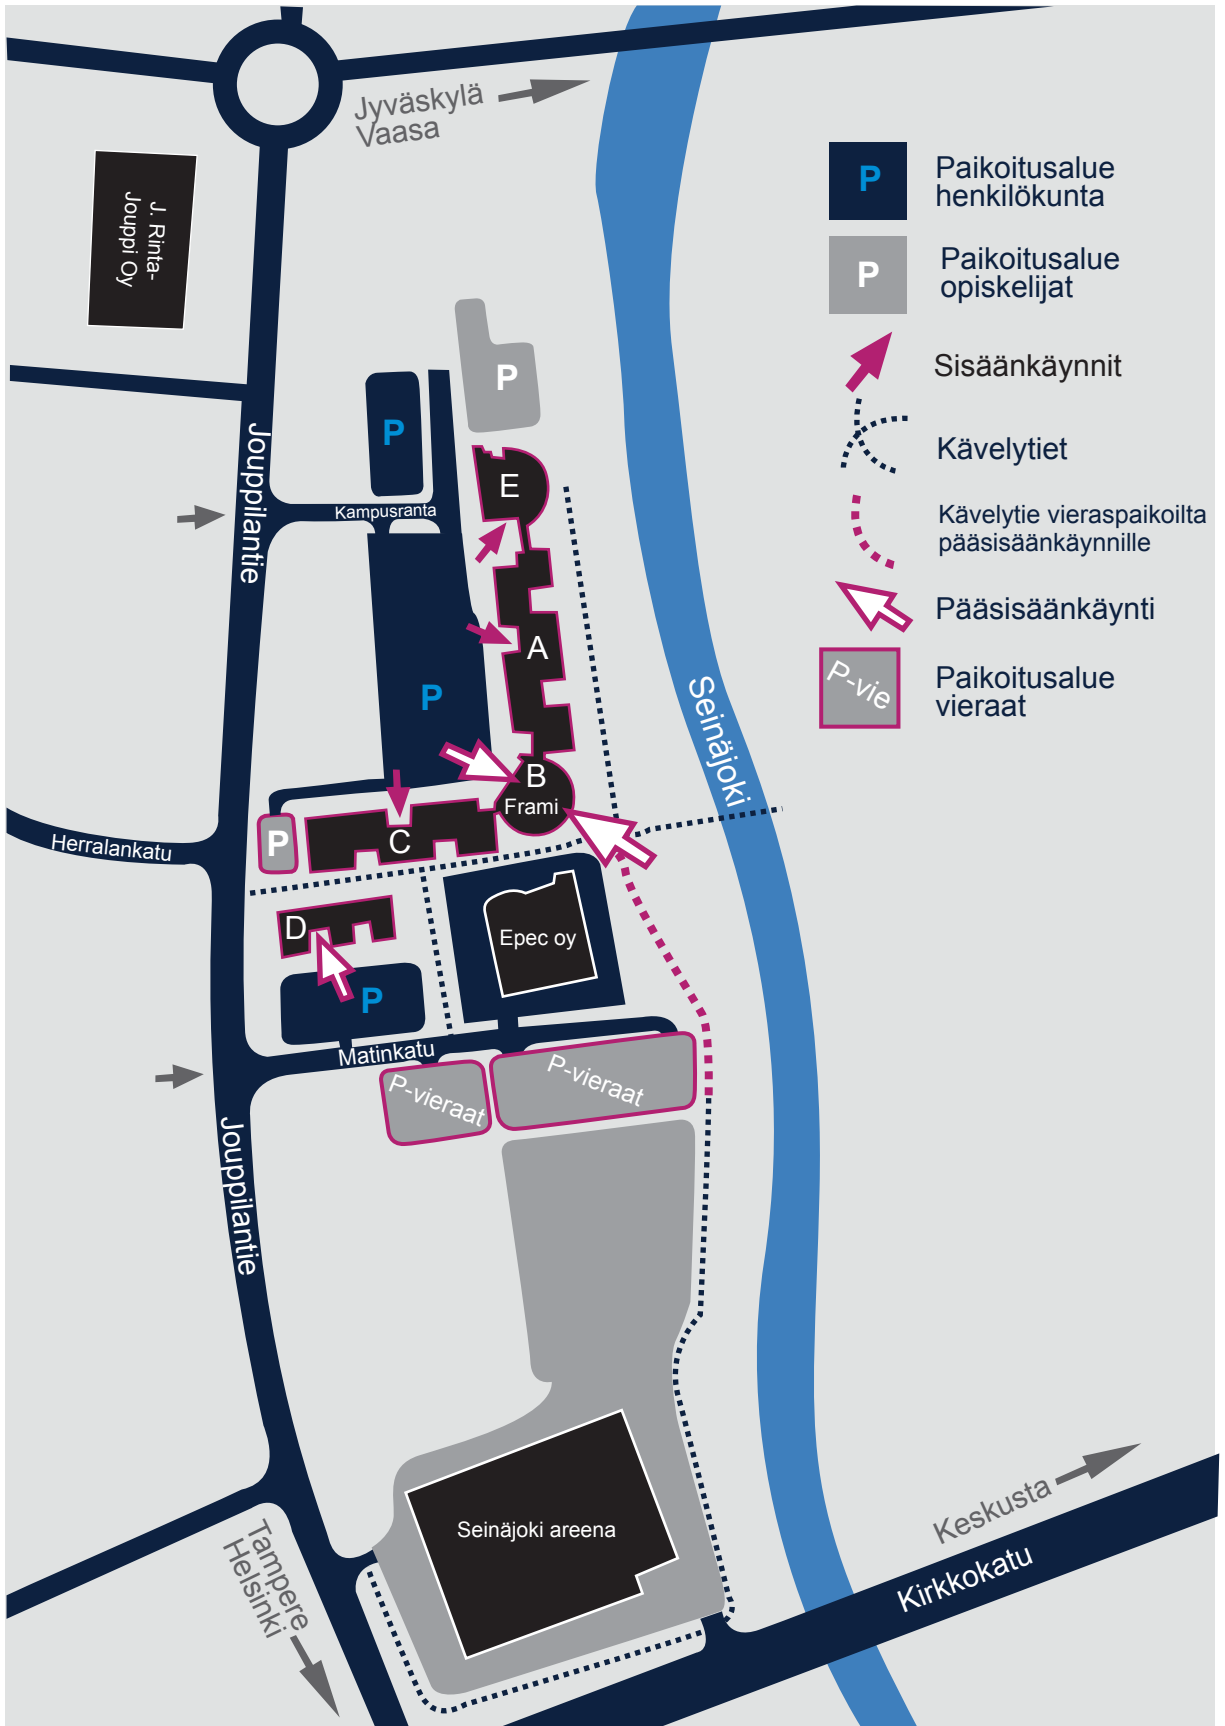 Jyväskylä
Vaasa
P
Paikoitusalue
henkilökunta
J. Rinta-
Jouppi Oy
P
Paikoitusalue
opiskelijat
Sisäänkäynnit
P
P
Jouppilantie
Kävelytiet
E
Kampusranta
Kävelytie vieraspaikoilta
pääsisäänkäynnille
Pääsisäänkäynti
A
P-vie
Paikoitusalue
vieraat
P
Seinäjoki
B
Frami
Herralankatu
P
C
D
Epec oy
P
Matinkatu
P-vieraat
P-vieraat
Jouppilantie
Seinäjoki areena
Keskusta
Tampere
Helsinki
Kirkkokatu